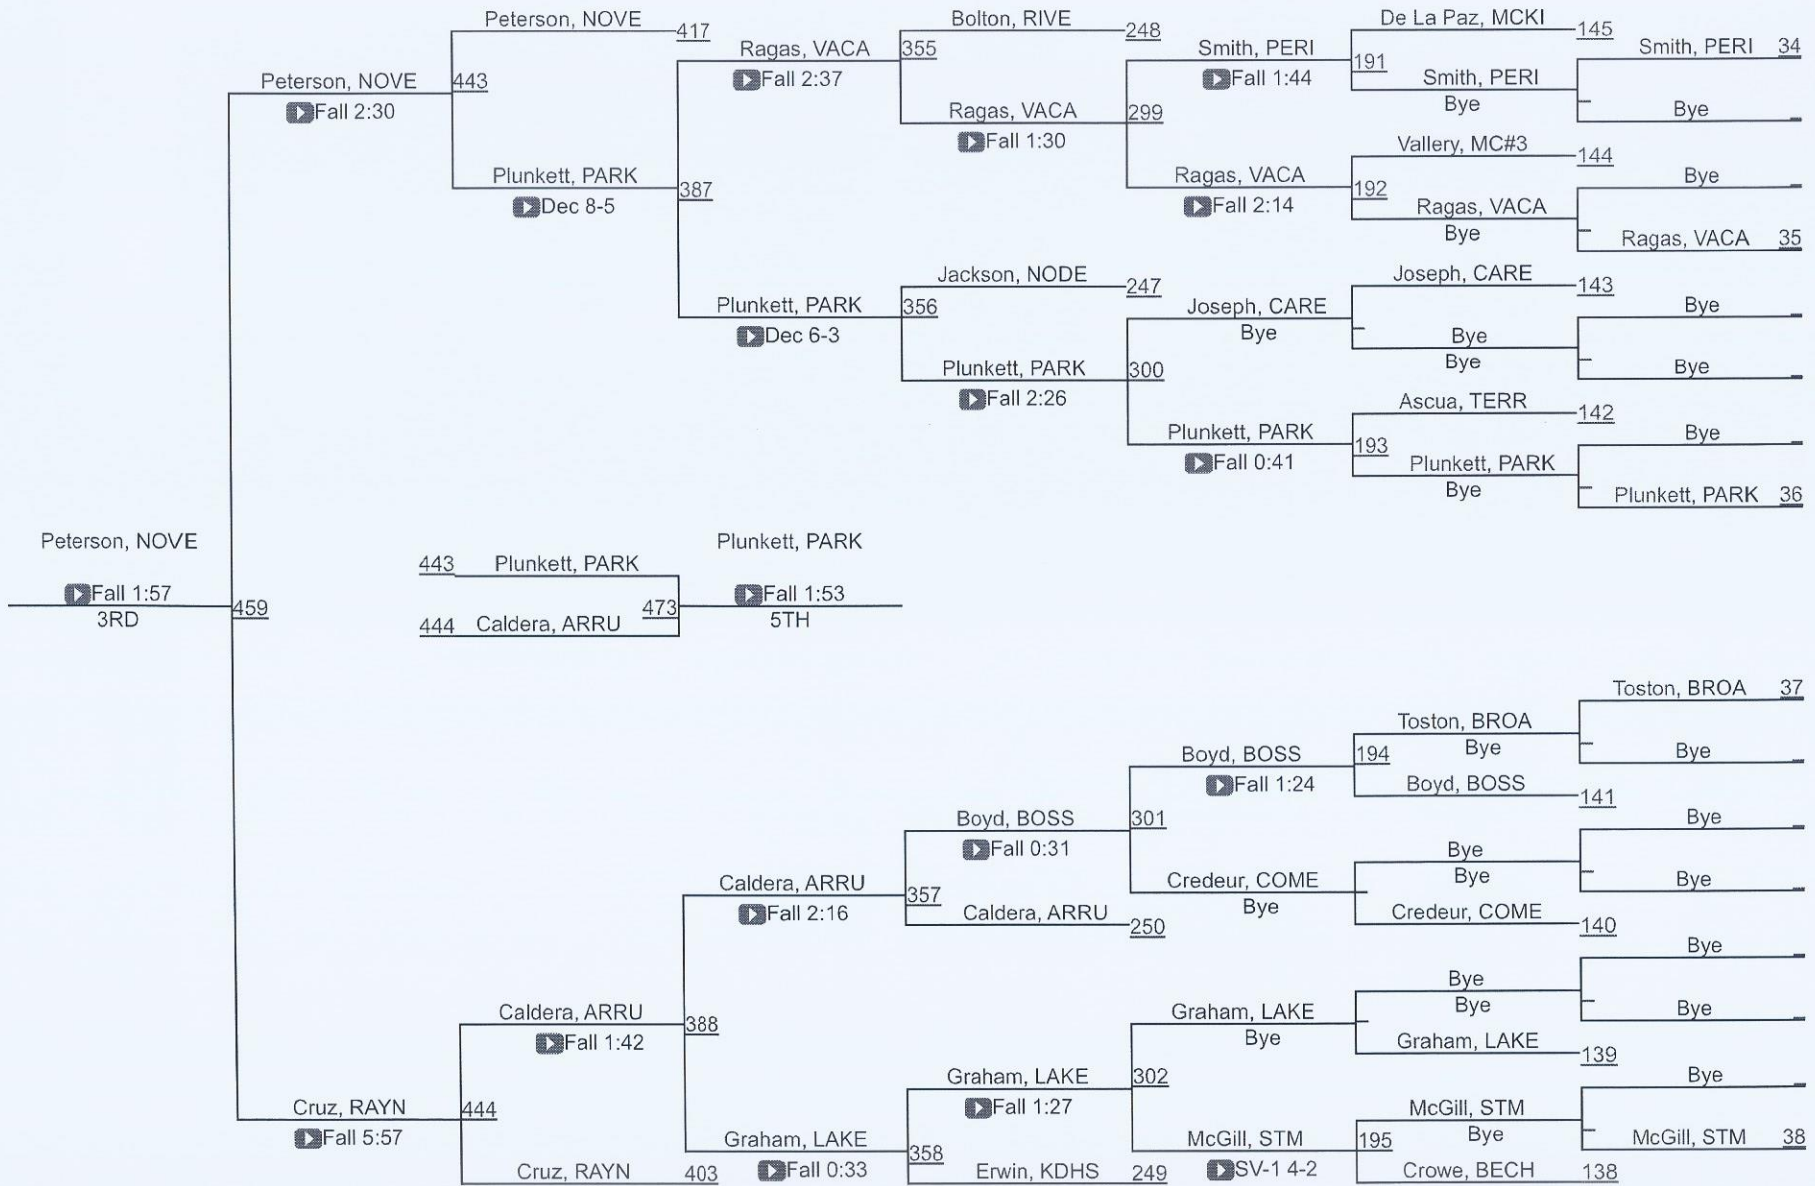 Peterson, NOVE 417
Bolton, RIVE 248
De La Paz, MCKI 145
Smith, PERI 34
Ragas, VACA 355
Fall 2:37
Smith, PERI 191
Fall 1:44
Smith, PERI
Bye
Bye
Peterson, NOVE 443
Fall 2:30
Ragas, VACA 299
Fall 1:30
Vallery, MC#3 144
Bye
Plunkett, PARK 387
Dec 8-5
Ragas, VACA 192
Fall 2:14
Ragas, VACA
Bye
Ragas, VACA 35
Jackson, NODE 247
Joseph, CARE 143
Bye
Plunkett, PARK 356
Dec 6-3
Joseph, CARE
Bye
Bye
Bye
Bye
Plunkett, PARK 300
Fall 2:26
Ascua, TERR 142
Bye
Plunkett, PARK 193
Fall 0:41
Plunkett, PARK
Bye
Plunkett, PARK 36
Peterson, NOVE
Fall 1:57
3RD
459
443 Plunkett, PARK
444 Caldera, ARRU
473
Plunkett, PARK
Fall 1:53
5TH
Toston, BROA 37
Toston, BROA
Bye
Bye
Boyd, BOSS 194
Fall 1:24
Boyd, BOSS 141
Boyd, BOSS 301
Fall 0:31
Bye
Bye
Bye
Bye
Caldera, ARRU 357
Fall 2:16
Credeur, COME
Bye
Caldera, ARRU 250
Credeur, COME 140
Bye
Bye
Bye
Bye
Caldera, ARRU 388
Fall 1:42
Graham, LAKE
Bye
Graham, LAKE 139
Graham, LAKE 302
Fall 1:27
Bye
Cruz, RAYN 444
Fall 5:57
McGill, STM
Bye
McGill, STM 38
Graham, LAKE 358
Fall 0:33
McGill, STM 195
SV-1 4-2
Cruz, RAYN 403
Erwin, KDHS 249
Crowe, BECH 138